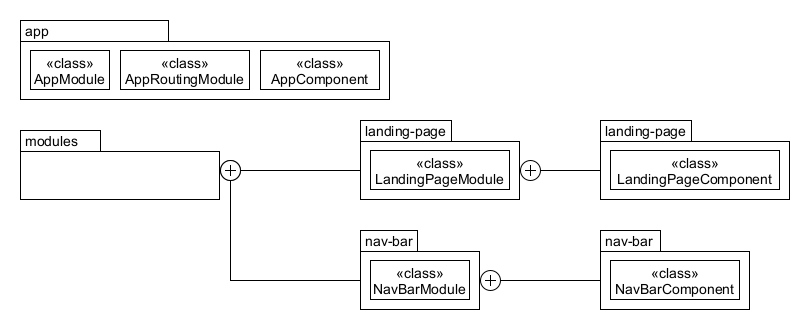 app
«class»
AppModule
«class»
AppRoutingModule
«class»
AppComponent
modules
landing-page
«class»
LandingPageModule
landing-page
«class»
LandingPageComponent
nav-bar
«class»
NavBarModule
nav-bar
«class»
NavBarComponent